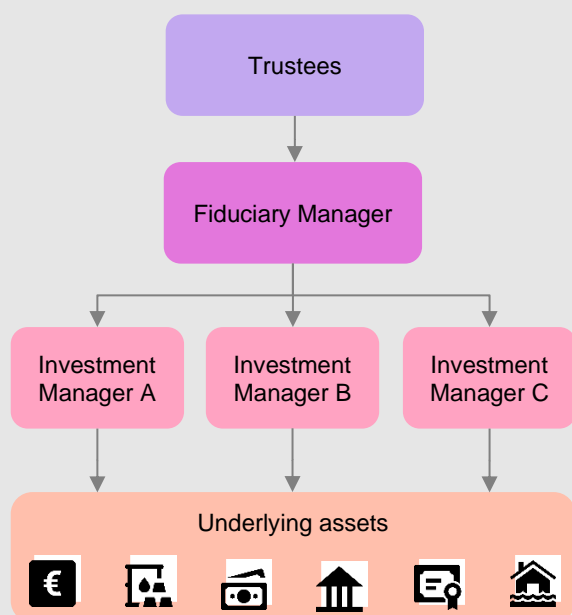 Trustees
Fiduciary Manager
Investment
Manager A
Investment
Manager B
Investment
Manager C
Underlying assets
€